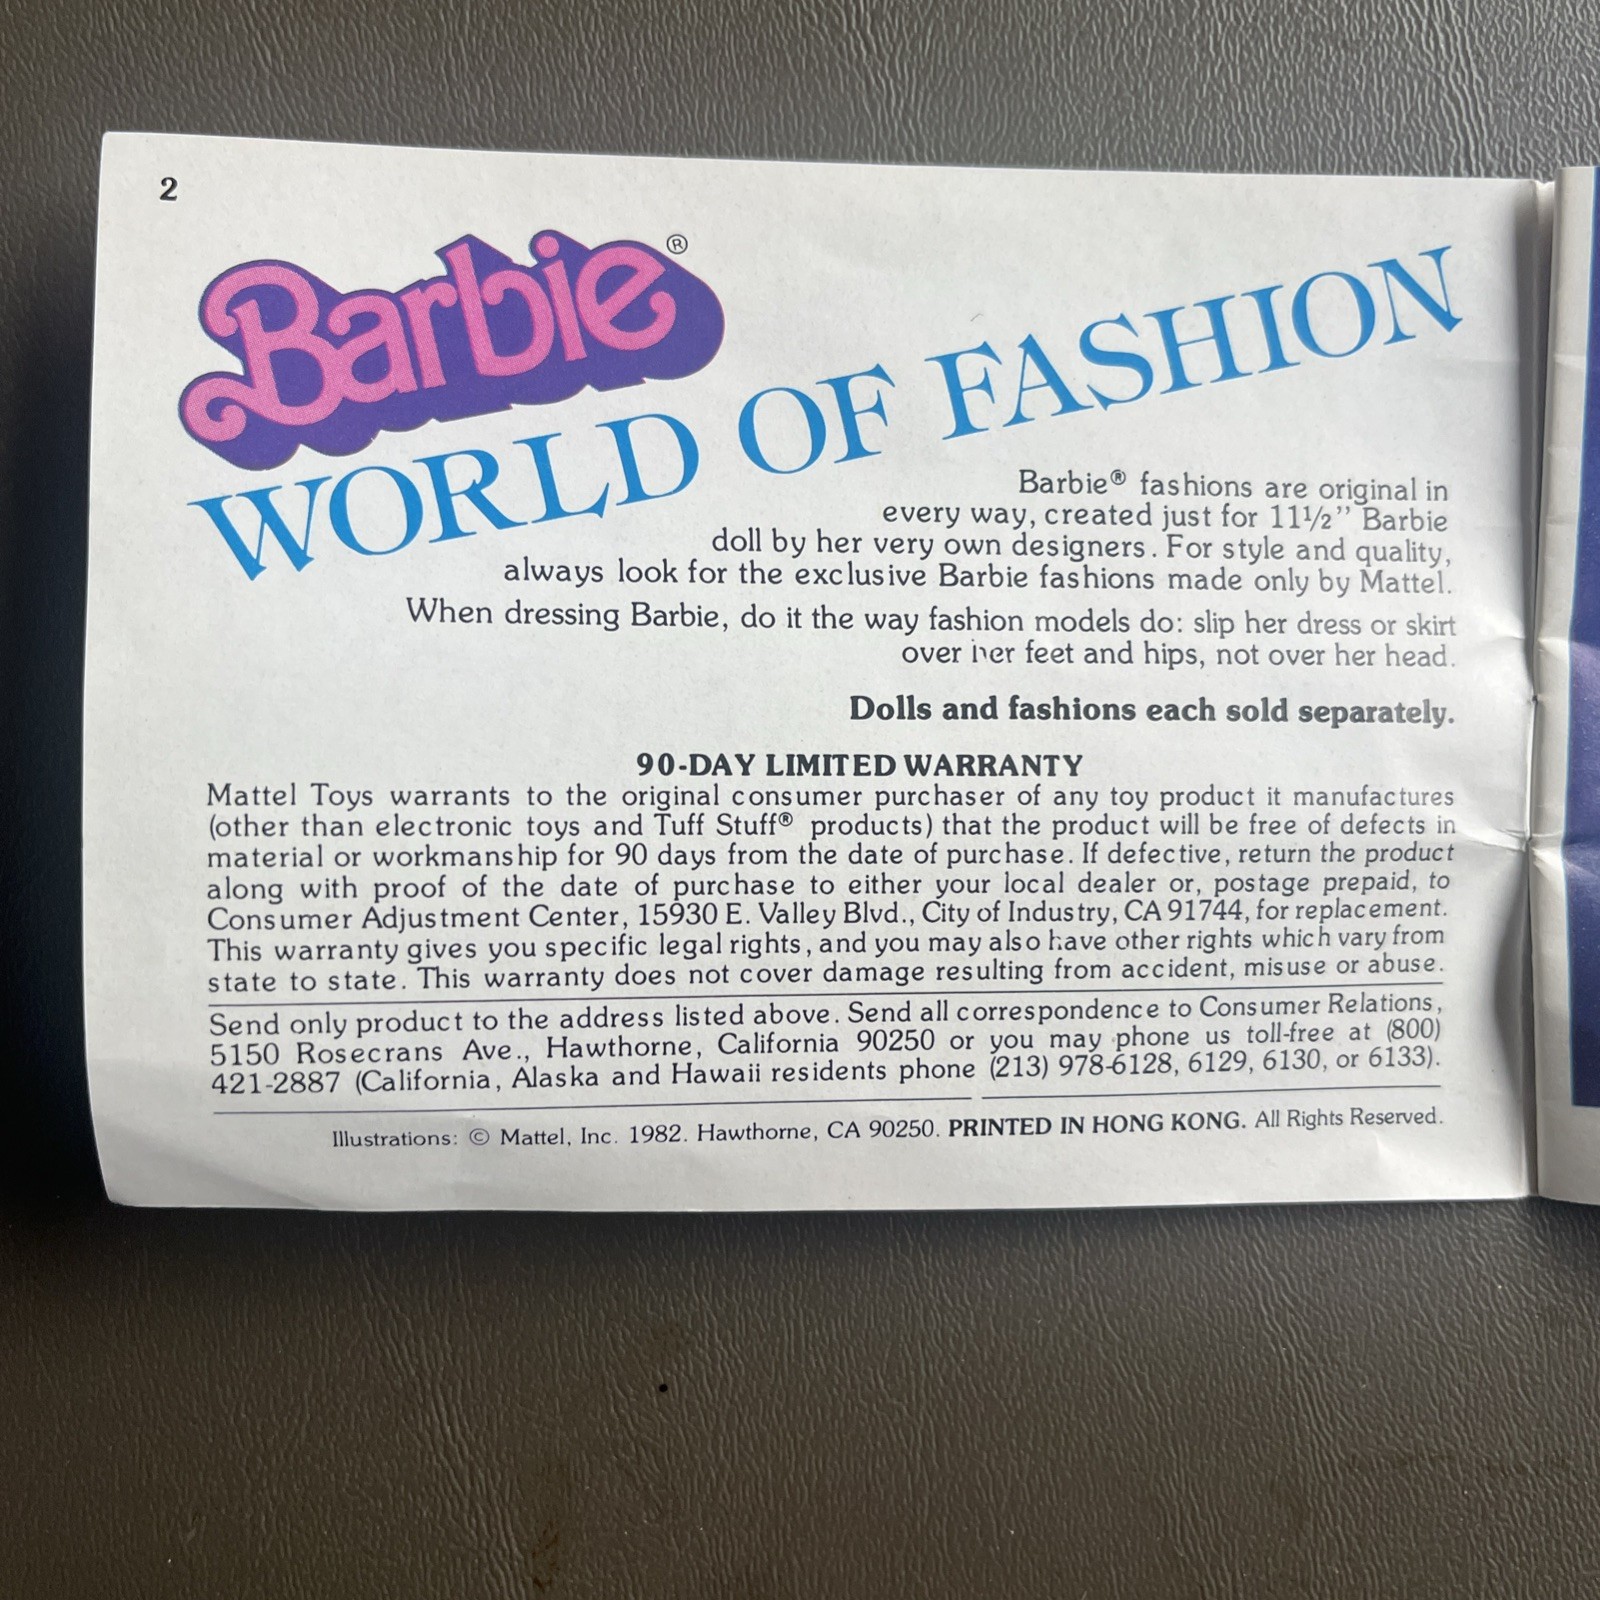 2
Barbie®
WORLD OF FASHION
Barbie® fashions are original in
every way, created just for 11½” Barbie
doll by her very own designers. For style and quality,
always look for the exclusive Barbie fashions made only by Mattel.
When dressing Barbie, do it the way fashion models do: slip her dress or skirt
over her feet and hips, not over her head.
Dolls and fashions each sold separately.
90-DAY LIMITED WARRANTY
Mattel Toys warrants to the original consumer purchaser of any toy product it manufactures
(other than electronic toys and Tuff Stuff® products) that the product will be free of defects in
material or workmanship for 90 days from the date of purchase. If defective, return the product
along with proof of the date of purchase to either your local dealer or, postage prepaid, to
Consumer Adjustment Center, 15930 E. Valley Blvd., City of Industry, CA 91744, for replacement.
This warranty gives you specific legal rights, and you may also have other rights which vary from
state to state. This warranty does not cover damage resulting from accident, misuse or abuse.
Send only product to the address listed above. Send all correspondence to Consumer Relations,
5150 Rosecrans Ave., Hawthorne, California 90250 or you may phone us toll-free at (800)
421-2887 (California, Alaska and Hawaii residents phone (213) 978-6128, 6129, 6130, or 6133).
Illustrations: © Mattel, Inc. 1982. Hawthorne, CA 90250. PRINTED IN HONG KONG. All Rights Reserved.